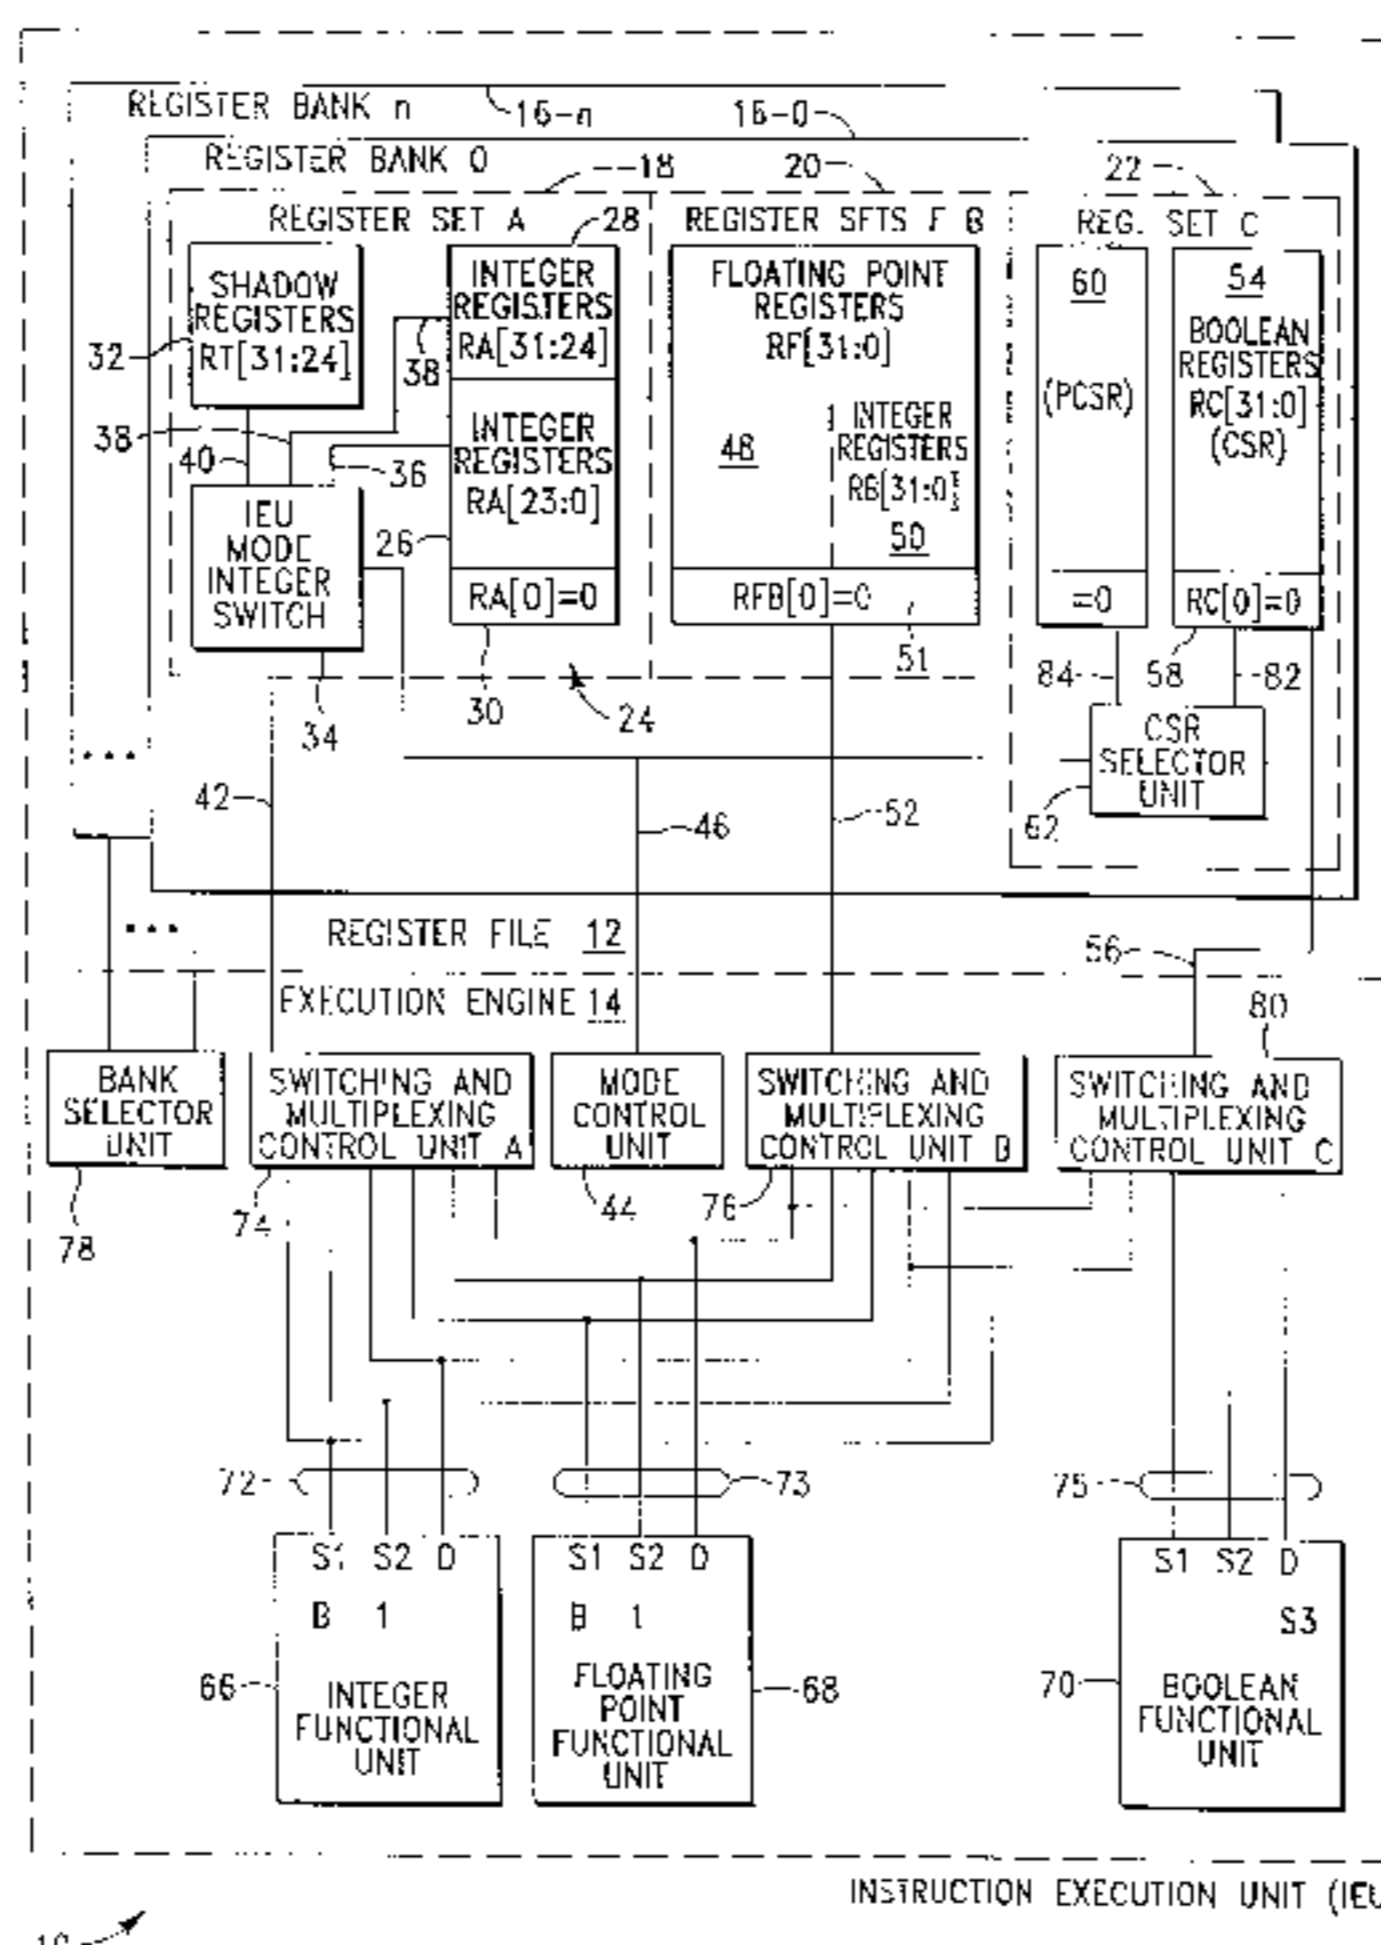 REGISTER BANK n
16-n
16-0
REGISTER BANK 0
18
20
22
REGISTER SET A
28
REGISTER SETS F B
REG. SET C
SHADOW
REGISTERS
RT[31:24]
32
INTEGER
REGISTERS
RA[31:24]
38
FLOATING POINT
REGISTERS
RF[31:0]
60
(PCSR)
54
BOOLEAN
REGISTERS
RC[31:0]
(CSR)
38
40
36
INTEGER
REGISTERS
RA[23:0]
48
INTEGER
REGISTERS
RB[31:0]
50
IEU
MODE
INTEGER
SWITCH
26
RA[0]=0
RFB[0]=0
=0
RC[0]=0
34
30
24
51
84
58
82
CSR
SELECTOR
UNIT
62
42
46
52
REGISTER FILE 12
56
EXECUTION ENGINE 14
80
BANK
SELECTOR
UNIT
SWITCHING AND
MULTIPLEXING
CONTROL UNIT A
MODE
CONTROL
UNIT
SWITCHING AND
MULTIPLEXING
CONTROL UNIT B
SWITCHING AND
MULTIPLEXING
CONTROL UNIT C
78
74
44
76
72
73
75
S1 S2 D
B 1
66
INTEGER
FUNCTIONAL
UNIT
S1 S2 D
B 1
68
FLOATING
POINT
FUNCTIONAL
UNIT
S1 S2 D
S3
70
BOOLEAN
FUNCTIONAL
UNIT
INSTRUCTION EXECUTION UNIT (IEU